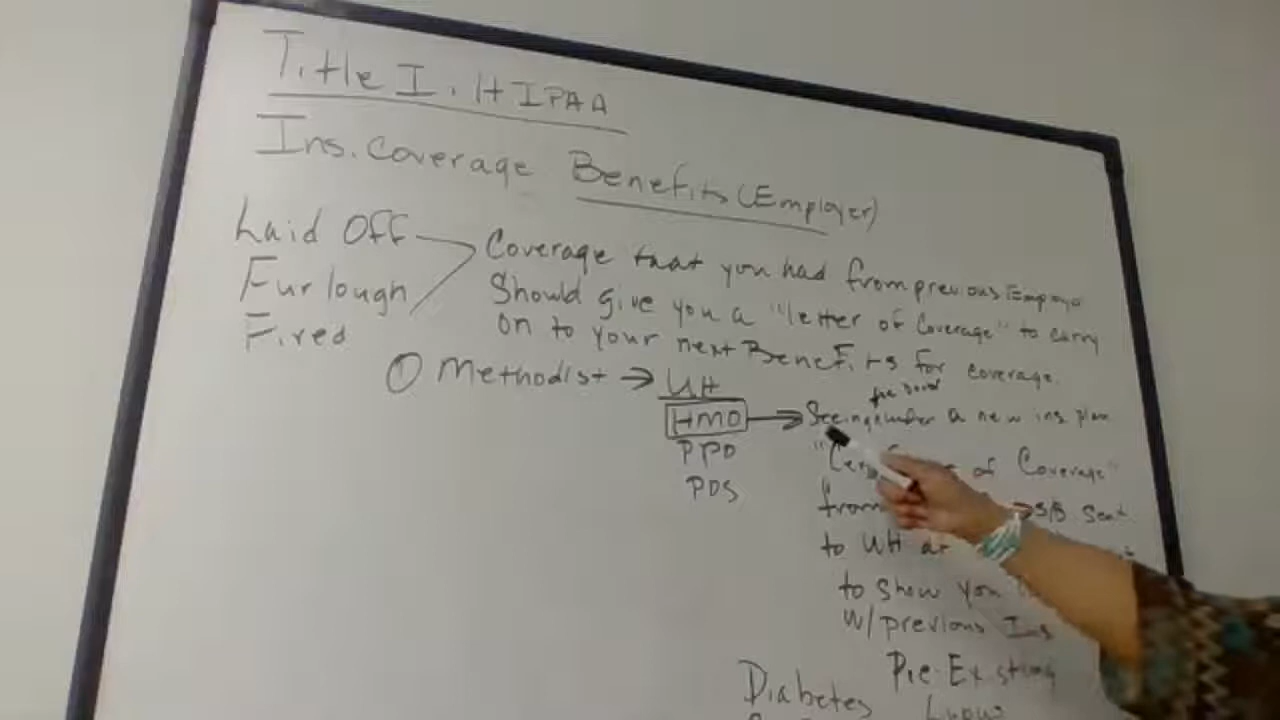 Title I. HIPAA
Ins. Coverage Benefits (Employer)
Laid Off
Furlough
Fired
Coverage that you had from previous Employer
Should give you a "letter of Coverage" to carry
on to your next Benefits for coverage.
① Methodist → UH
HMO → Seeing under a new ins plan
PPO
POS
of Coverage"
from → S/B Sent
to UH
to show you
w/previous Ins
Pre-Existing
Diabetes Lupus